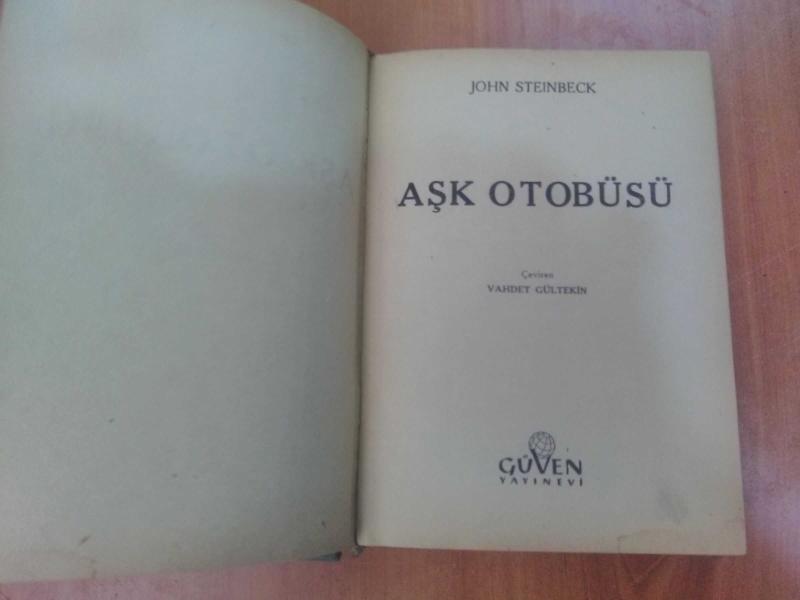 JOHN STEINBECK
AŞK OTOBÜSÜ
Çeviren
VAHDET GÜLTEKİN
GÜVEN
YAYINEVİ